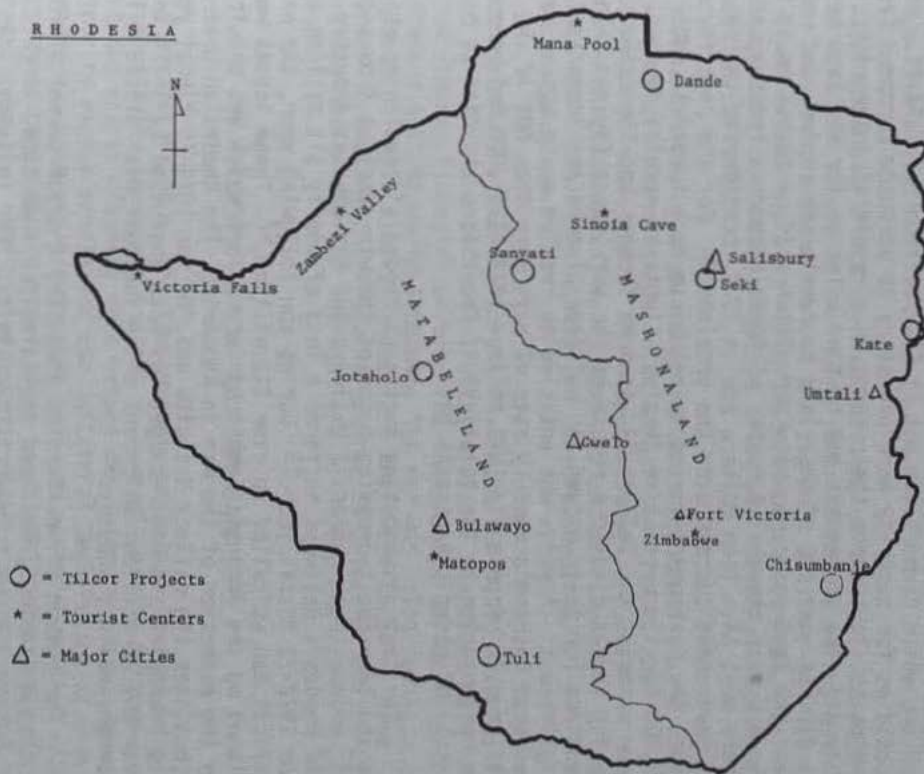 R H O D E S I A
N
Mana Pool
Dande
Zambezi Valley
Sinoia Cave
Sanyati
Salisbury
Seki
Victoria Falls
MATABELELAND
MASHONALAND
Kate
Jotsholo
Umtali
Gwelo
Fort Victoria
Bulawayo
Zimbabwe
Matopos
Chisumbanje
= Tilcor Projects
* = Tourist Centers
= Major Cities
Tuli